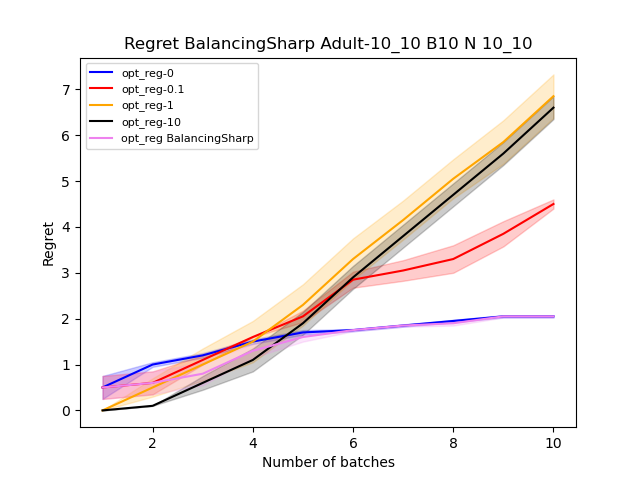 Regret BalancingSharp Adult-10_10 B10 N 10_10
opt_reg-0
opt_reg-0.1
opt_reg-1
opt_reg-10
opt_reg BalancingSharp
7
6
5
4
3
2
1
0
Regret
2 4 6 8 10
Number of batches